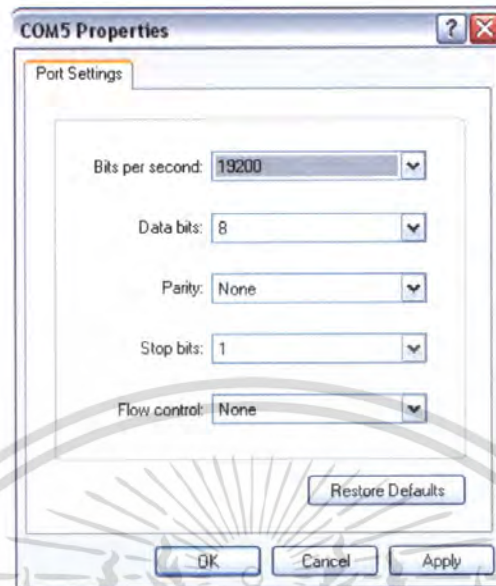 COM5 Properties
Port Settings
Bits per second: 19200
Data bits: 8
Parity: None
Stop bits: 1
Flow control: None
Restore Defaults
OK Cancel Apply